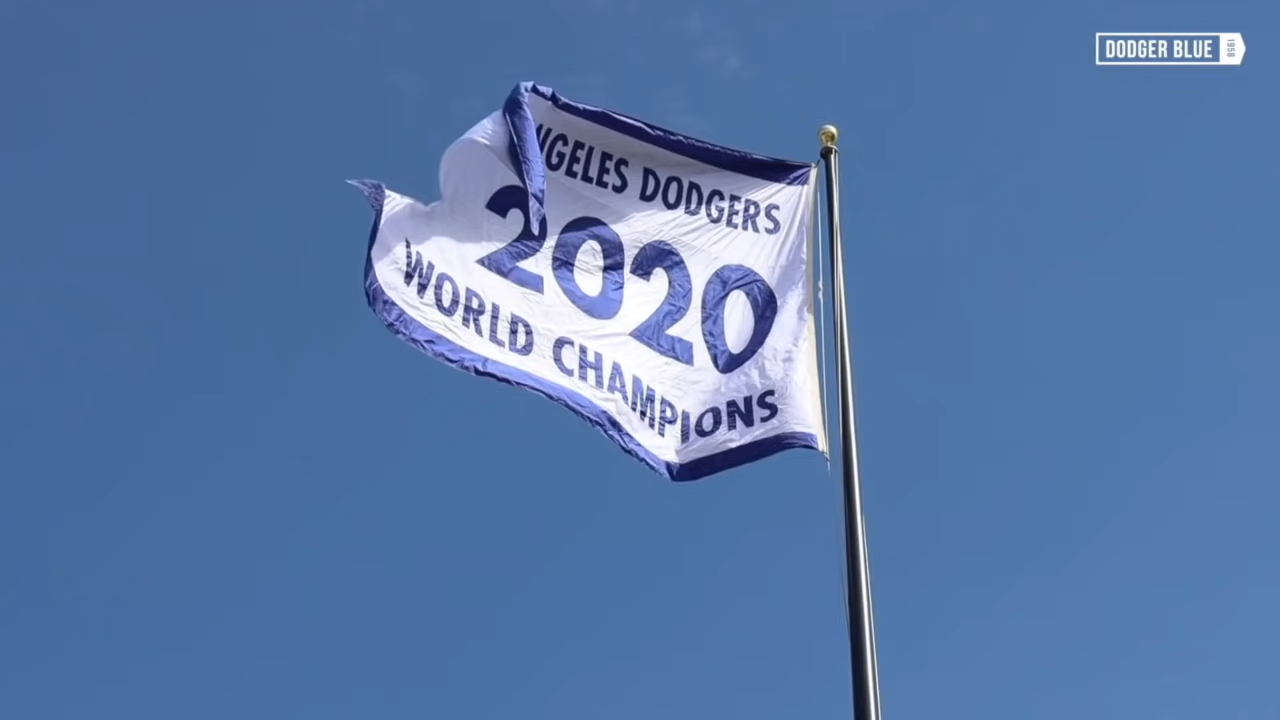 NGELES DODGERS
2020
WORLD CHAMPIONS
DODGER BLUE
1958